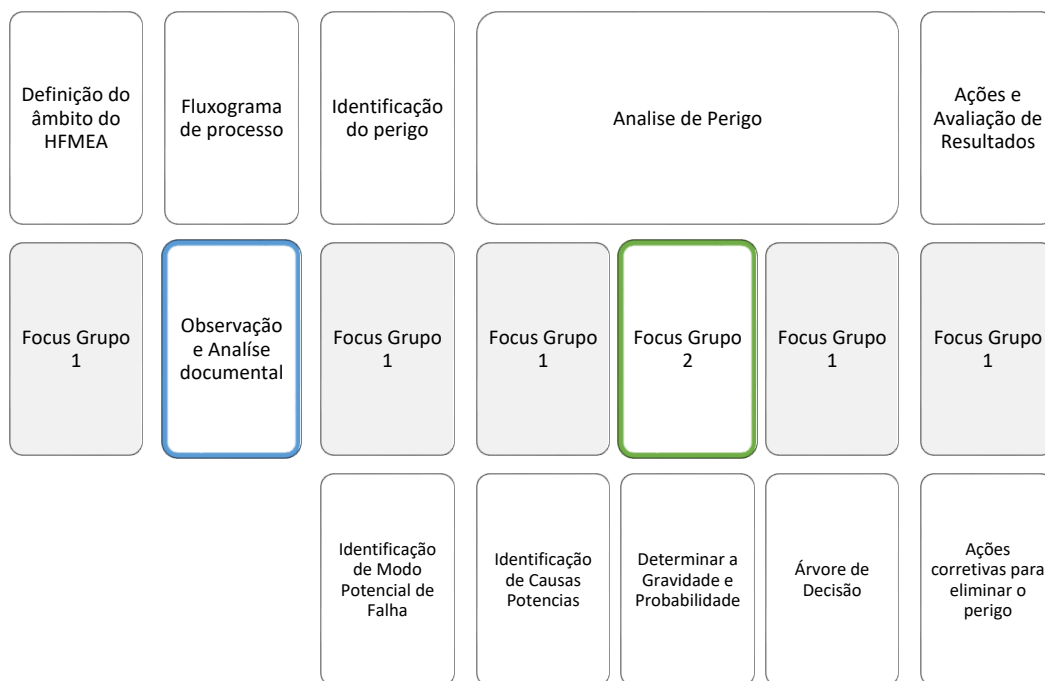 Definição do
âmbito do
HFMEA
Fluxograma
de processo
Identificação
do perigo
Analise de Perigo
Ações e
Avaliação de
Resultados
Focus Grupo
1
Observação
e Analíse
documental
Focus Grupo
1
Focus Grupo
1
Focus Grupo
2
Focus Grupo
1
Focus Grupo
1
Identificação
de Modo
Potencial de
Falha
Identificação
de Causas
Potencias
Determinar a
Gravidade e
Probabilidade
Árvore de
Decisão
Ações
corretivas para
eliminar o
perigo